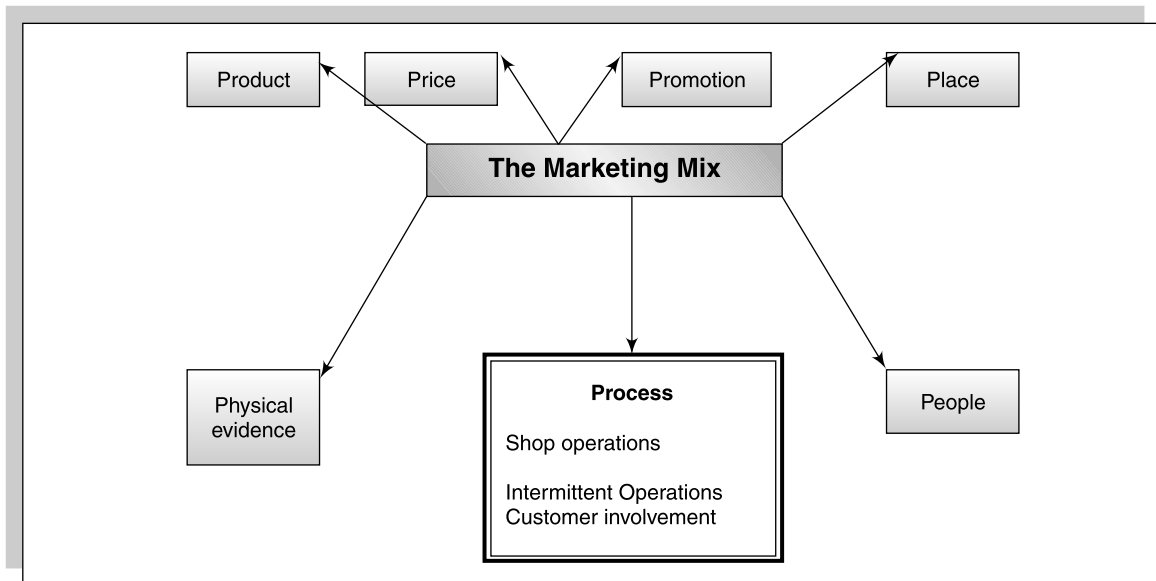 Product
Price
Promotion
Place
The Marketing Mix
Physical
evidence
Process
Shop operations
Intermittent Operations
Customer involvement
People